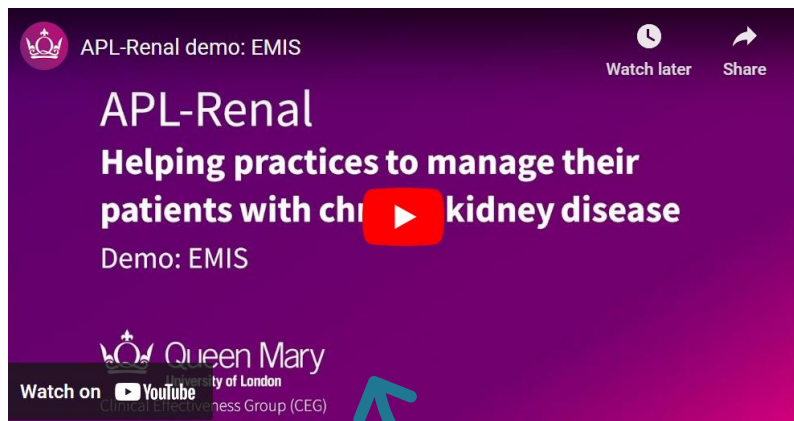 APL-Renal demo: EMIS
Watch later
Share
APL-Renal
Helping practices to manage their
patients with kidney disease
Demo: EMIS
Queen Mary
University of London
Watch on YouTube
Clinical Effectiveness Group (CEG)